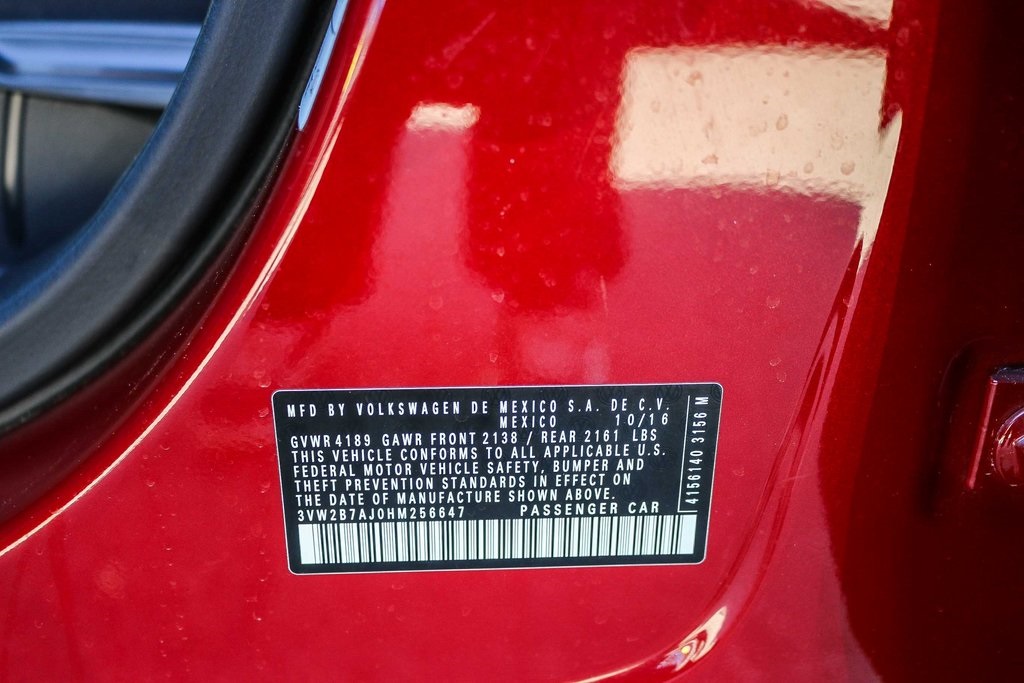 MFD BY VOLKSWAGEN DE MEXICO S.A. DE C.V.
MEXICO 10/16
GVWR 4189 GAWR FRONT 2138 / REAR 2161 LBS
THIS VEHICLE CONFORMS TO ALL APPLICABLE U.S.
FEDERAL MOTOR VEHICLE SAFETY, BUMPER AND
THEFT PREVENTION STANDARDS IN EFFECT ON
THE DATE OF MANUFACTURE SHOWN ABOVE.
3VW2B7AJ0HM256647 PASSENGER CAR
4156140 3156 M